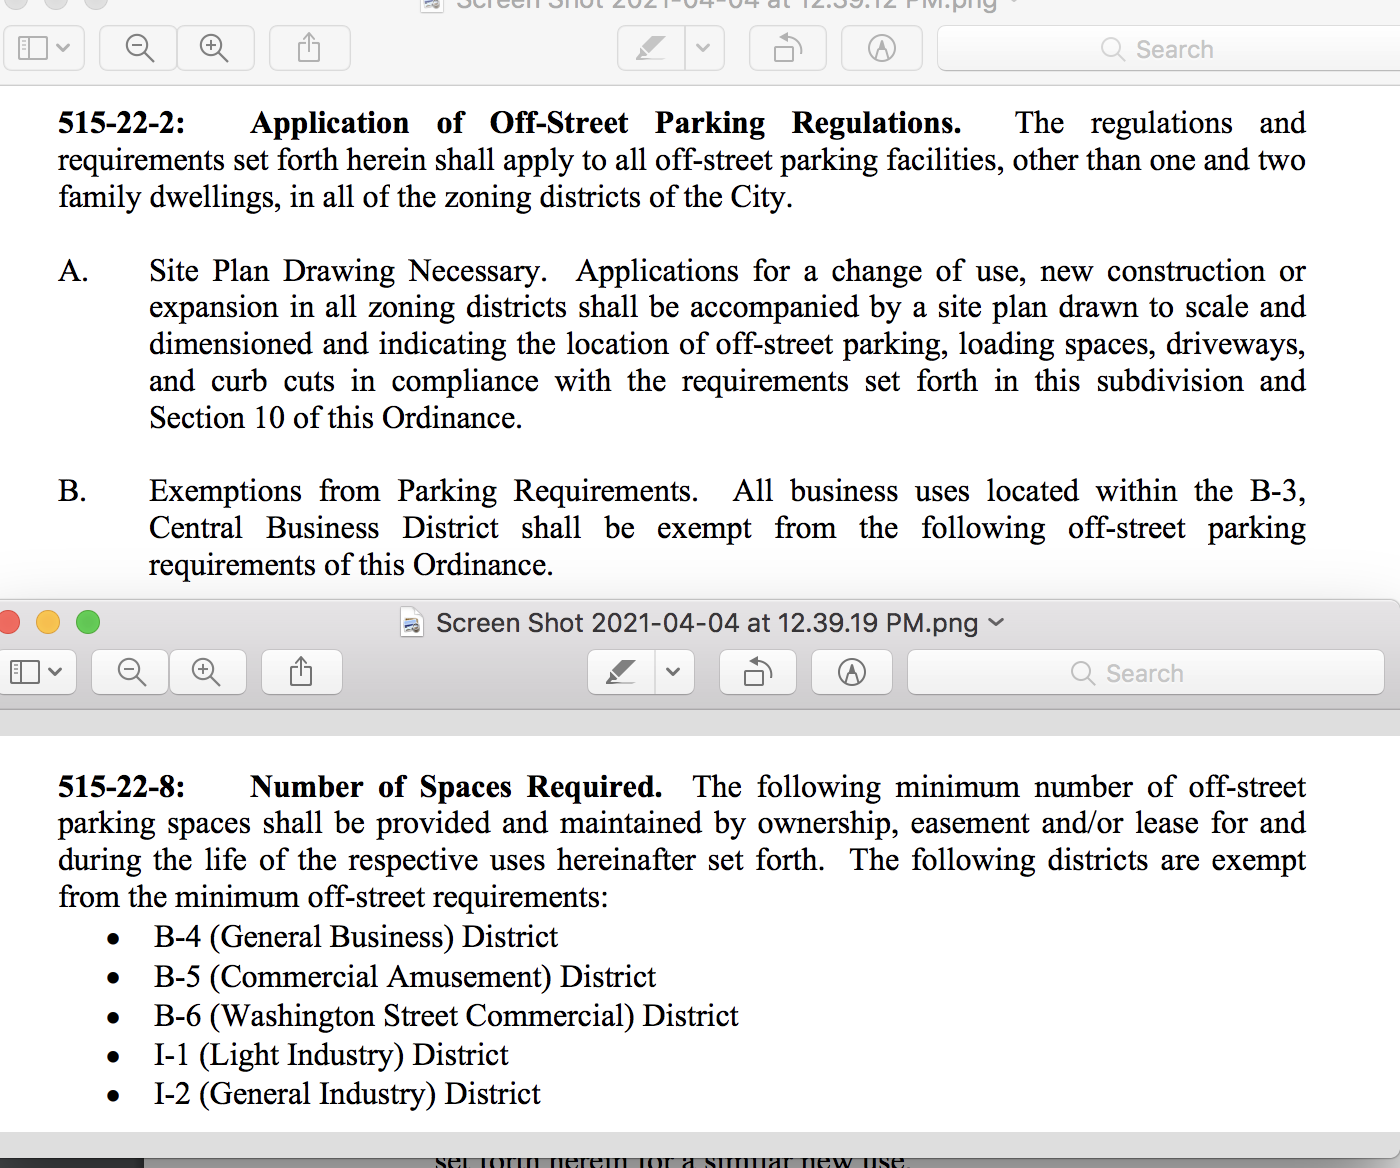 Screen Shot 2021-04-04 at 12.39.12 PM.png
Search
515-22-2: Application of Off-Street Parking Regulations. The regulations and
requirements set forth herein shall apply to all off-street parking facilities, other than one and two
family dwellings, in all of the zoning districts of the City.
A. Site Plan Drawing Necessary. Applications for a change of use, new construction or
expansion in all zoning districts shall be accompanied by a site plan drawn to scale and
dimensioned and indicating the location of off-street parking, loading spaces, driveways,
and curb cuts in compliance with the requirements set forth in this subdivision and
Section 10 of this Ordinance.
B. Exemptions from Parking Requirements. All business uses located within the B-3,
Central Business District shall be exempt from the following off-street parking
requirements of this Ordinance.
Screen Shot 2021-04-04 at 12.39.19 PM.png
Search
515-22-8: Number of Spaces Required. The following minimum number of off-street
parking spaces shall be provided and maintained by ownership, easement and/or lease for and
during the life of the respective uses hereinafter set forth. The following districts are exempt
from the minimum off-street requirements:
• B-4 (General Business) District
• B-5 (Commercial Amusement) District
• B-6 (Washington Street Commercial) District
• I-1 (Light Industry) District
• I-2 (General Industry) District
set forth herein for a similar new use.